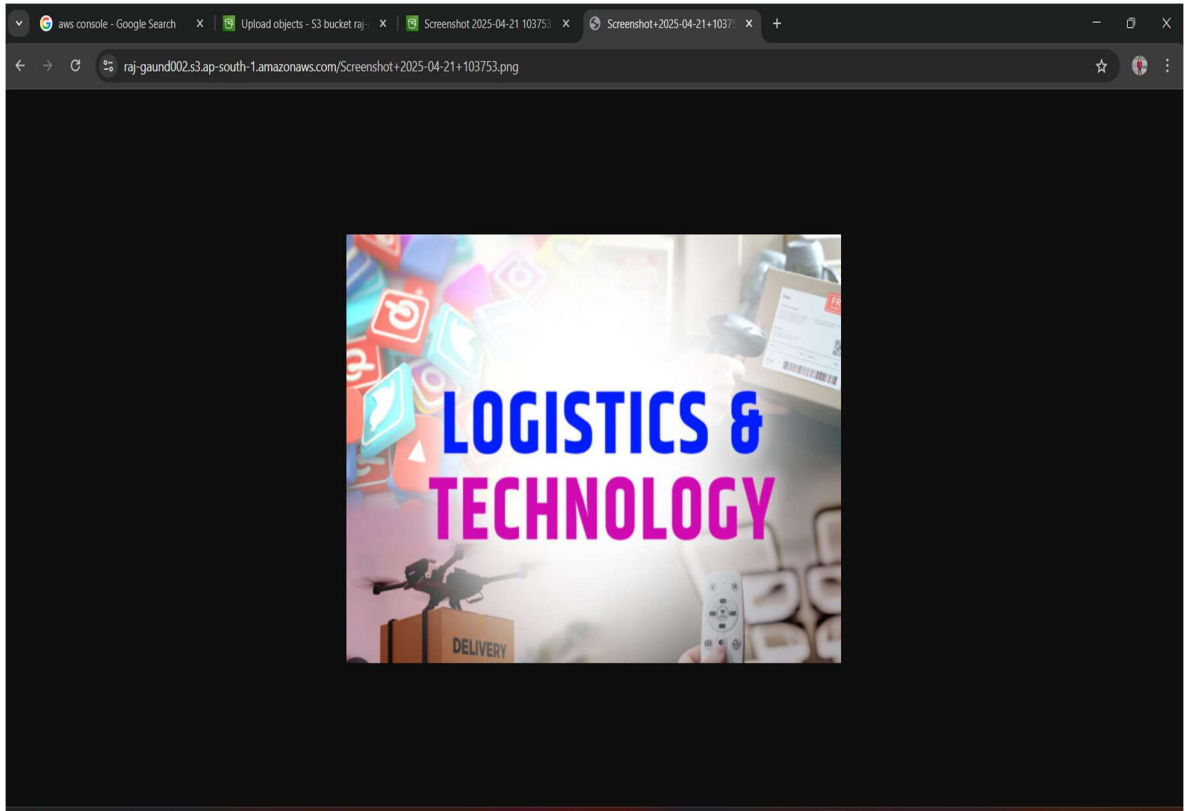 aws console - Google Search
Upload objects - S3 bucket raj-
Screenshot 2025-04-21 103753
Screenshot+2025-04-21+1037
raj-gaund002.s3.ap-south-1.amazonaws.com/Screenshot+2025-04-21+103753.png
FR
LOGISTICS &
TECHNOLOGY
DELIVERY